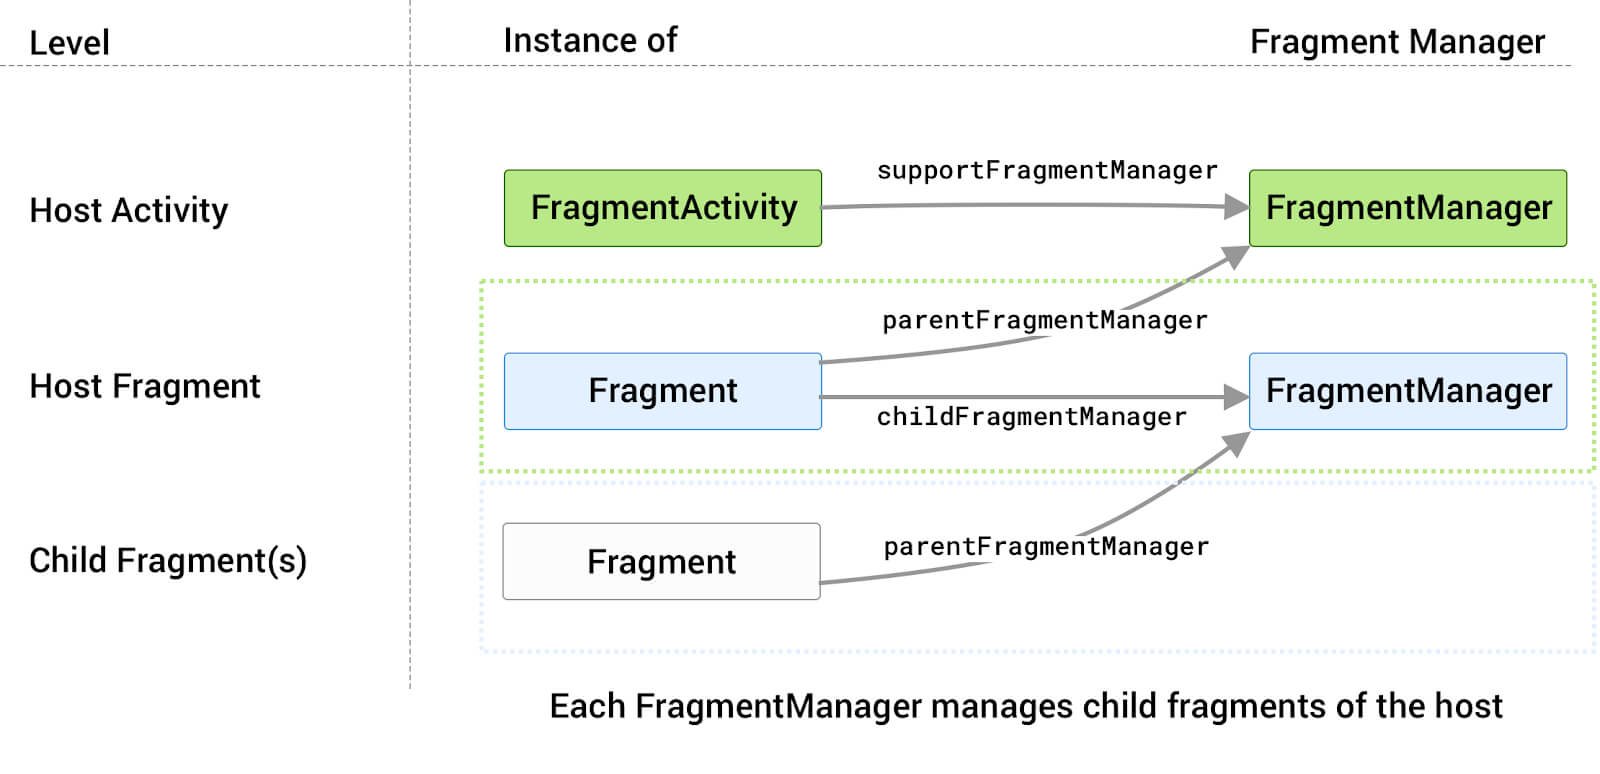 Level
Instance of
Fragment Manager
Host Activity
FragmentActivity
supportFragmentManager
FragmentManager
parentFragmentManager
Host Fragment
Fragment
FragmentManager
childFragmentManager
Child Fragment(s)
Fragment
parentFragmentManager
Each FragmentManager manages child fragments of the host